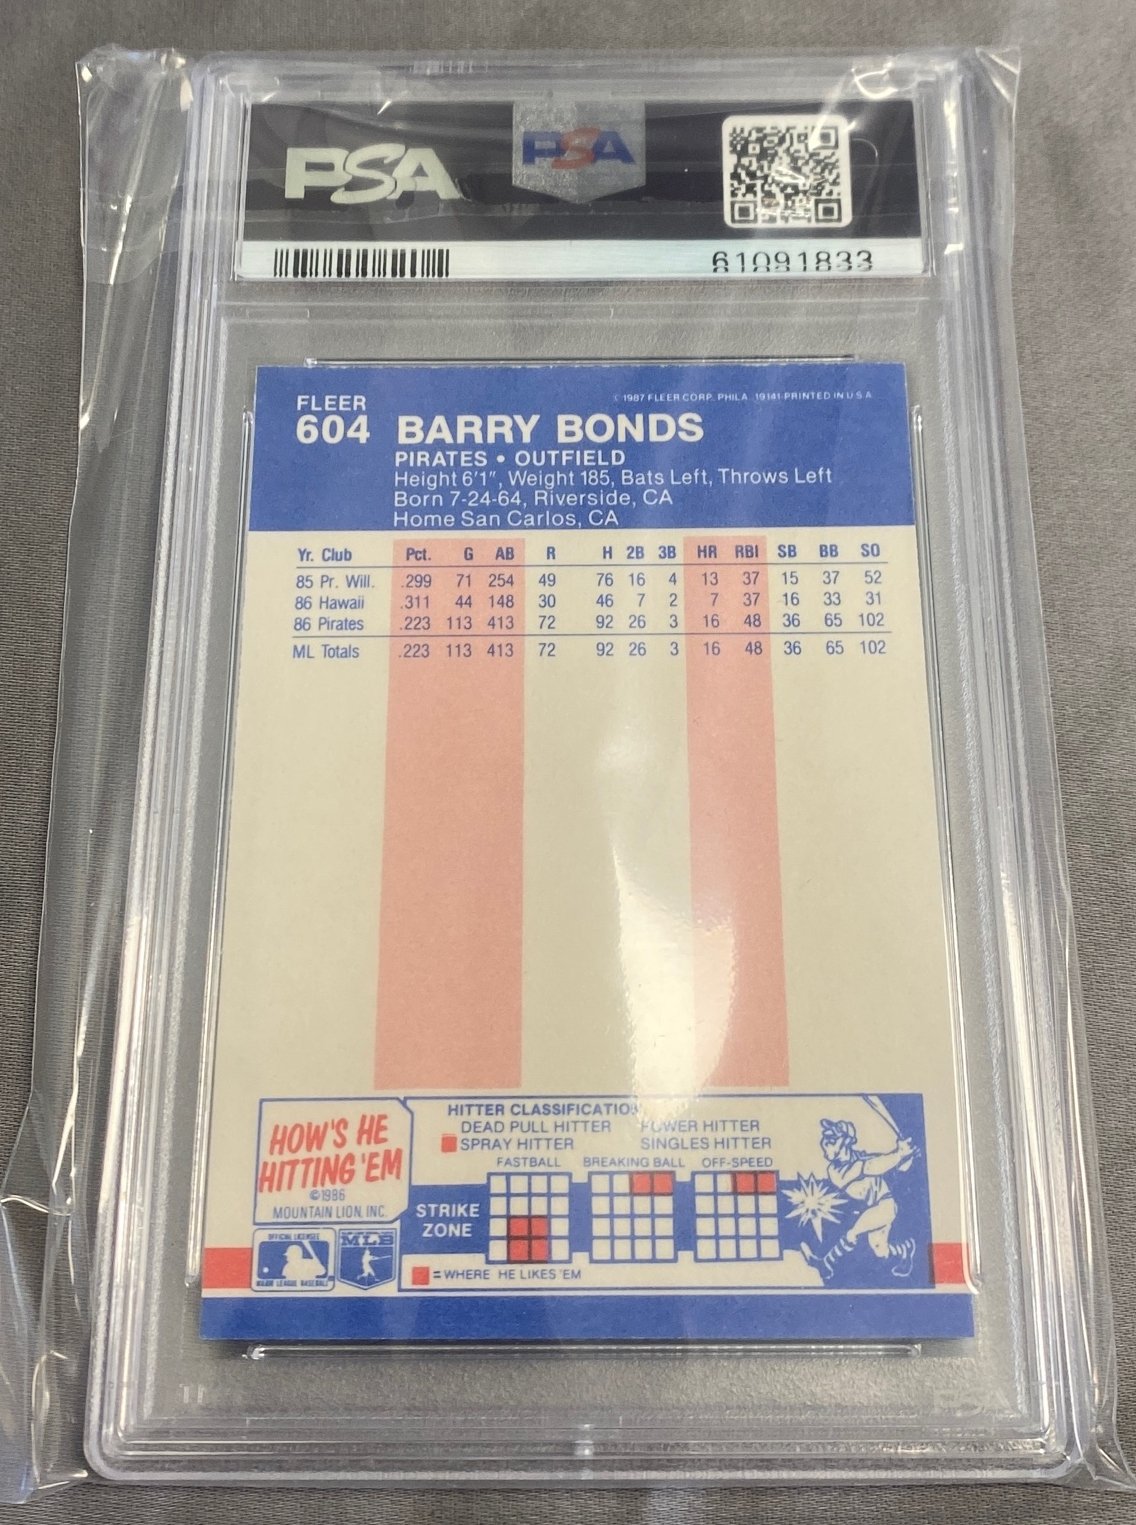 PSA
PSA
61091833
© 1987 FLEER CORP. PHILA. 19141 PRINTED IN U S A
FLEER
604 BARRY BONDS
PIRATES • OUTFIELD
Height 6'1", Weight 185, Bats Left, Throws Left
Born 7-24-64, Riverside, CA
Home San Carlos, CA
Yr. Club Pct. G AB R H 2B 3B HR RBI SB BB SO
85 Pr. Will. .299 71 254 49 76 16 4 13 37 15 37 52
86 Hawaii .311 44 148 30 46 7 2 7 37 16 33 31
86 Pirates .223 113 413 72 92 26 3 16 48 36 65 102
ML Totals .223 113 413 72 92 26 3 16 48 36 65 102
HOW'S HE
HITTING 'EM
©1986
MOUNTAIN LION, INC.
OFFICIAL LICENSEE
MAJOR LEAGUE BASEBALL
MLB
HITTER CLASSIFICATION
DEAD PULL HITTER POWER HITTER
SPRAY HITTER SINGLES HITTER
FASTBALL BREAKING BALL OFF-SPEED
STRIKE
ZONE
= WHERE HE LIKES 'EM